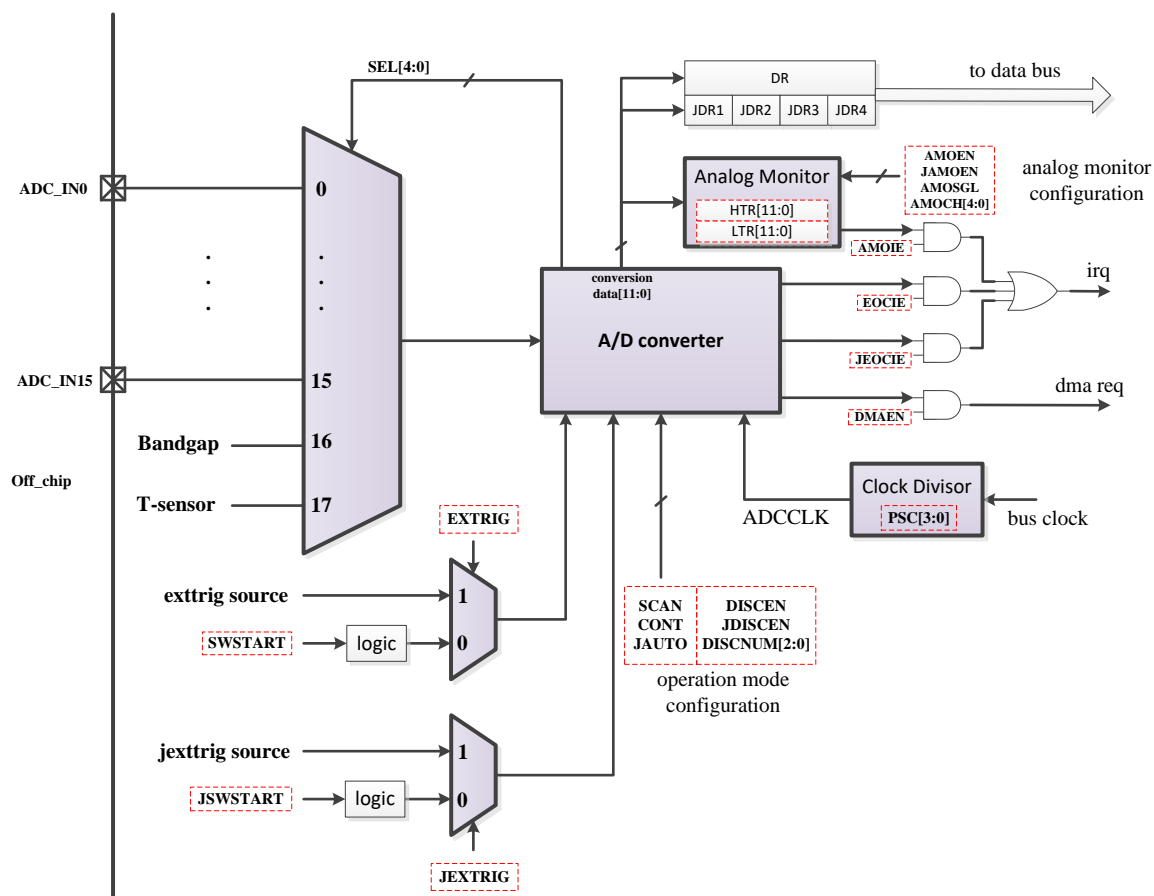 SEL[4:0]
DR
to data bus
JDR1
JDR2
JDR3
JDR4
ADC_IN0
0
Analog Monitor
HTR[11:0]
LTR[11:0]
AMOEN
JAMOEN
AMOSGL
AMOCH[4:0]
analog monitor
configuration
AMOIE
conversion
data[11:0]
A/D converter
EOCIE
irq
JEOCIE
ADC_IN15
15
dma req
DMAEN
Bandgap
16
Off_chip
T-sensor
17
Clock Divisor
PSC[3:0]
ADCCLK
bus clock
EXTRIG
exttrig source
1
SWSTART
logic
0
SCAN
CONT
JAUTO
DISCEN
JDISCEN
DISCNUM[2:0]
operation mode
configuration
jexttrig source
1
JSWSTART
logic
0
JEXTRIG